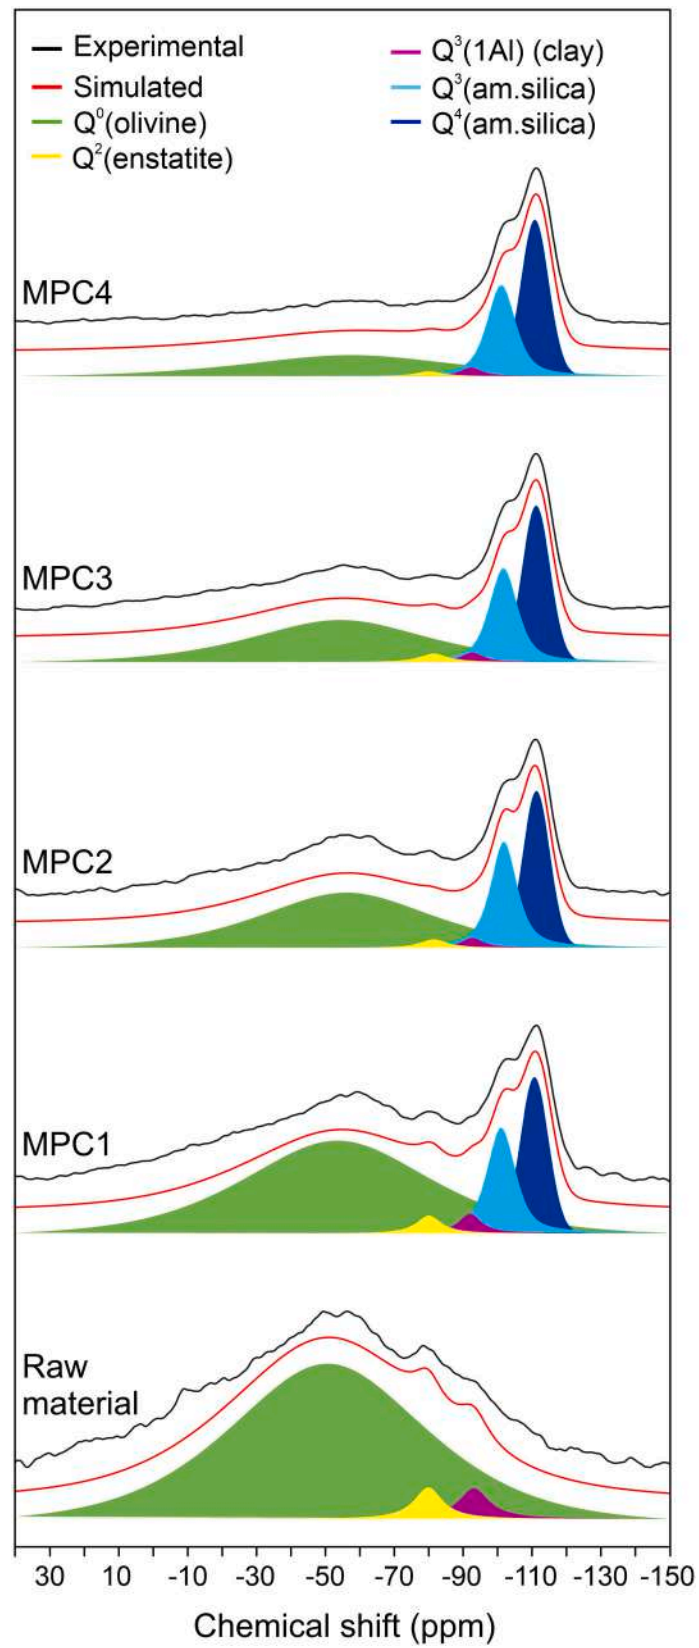 Experimental
Simulated
Q⁰(olivine)
Q²(enstatite)
Q³(1Al) (clay)
Q³(am.silica)
Q⁴(am.silica)
MPC4
MPC3
MPC2
MPC1
Raw
material
30 10 -10 -30 -50 -70 -90 -110 -130 -150
Chemical shift (ppm)